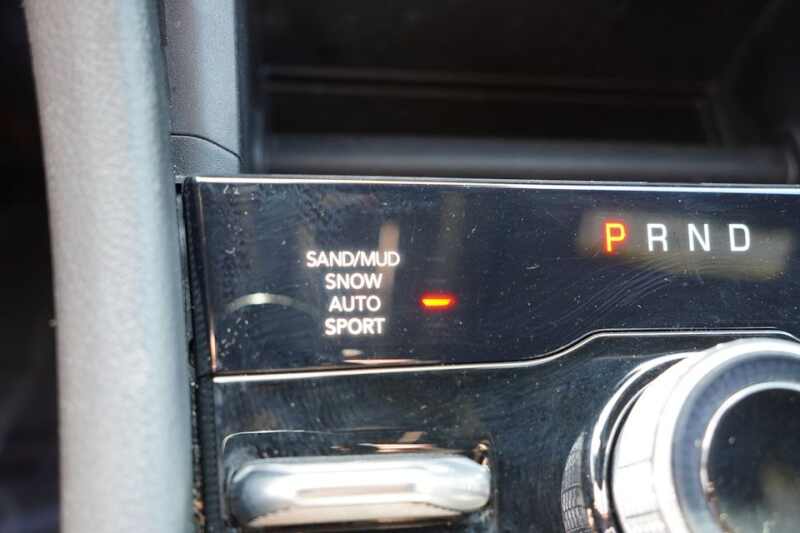 P R N D
SAND/MUD
SNOW
AUTO
SPORT